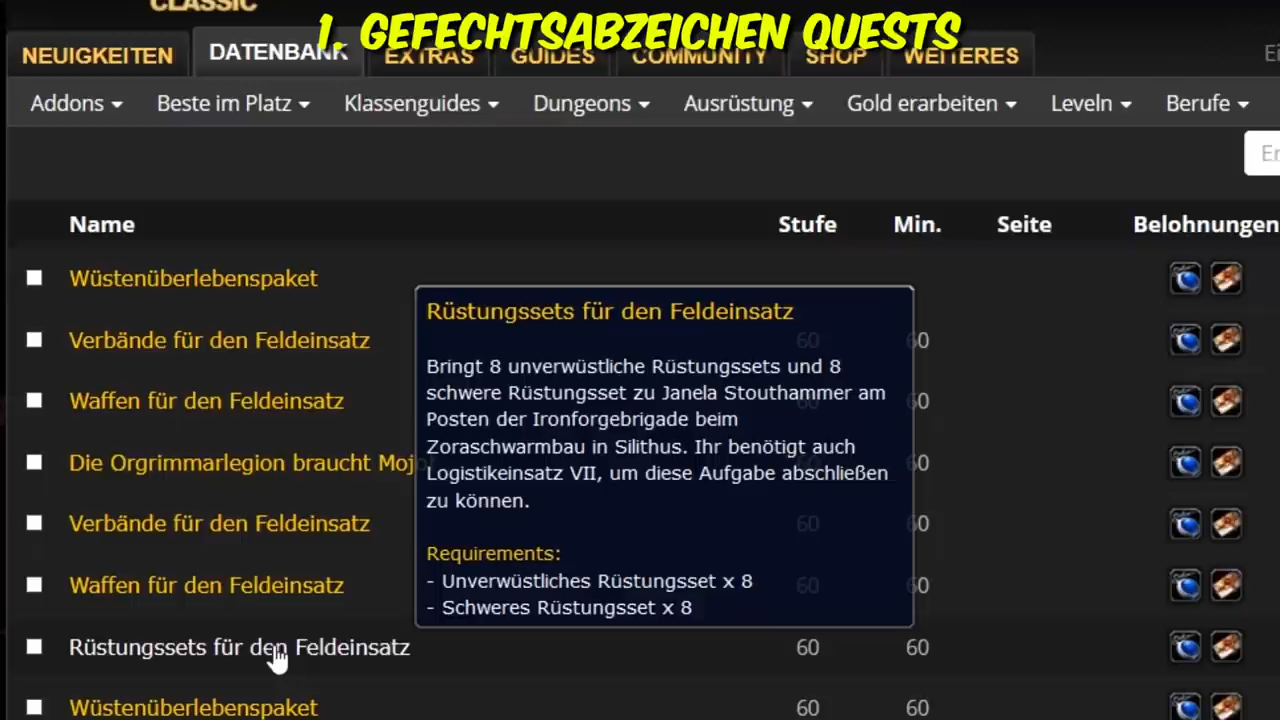 CLASSIC
1. GEFECHTSABZEICHEN QUESTS
NEUIGKEITEN DATENBANK EXTRAS GUIDES COMMUNITY SHOP WEITERES
Addons Beste im Platz Klassenguides Dungeons Ausrüstung Gold erarbeiten Leveln Berufe
Name Stufe Min. Seite Belohnungen
Wüstenüberlebenspaket
Rüstungssets für den Feldeinsatz
Verbände für den Feldeinsatz 60 60
Bringt 8 unverwüstliche Rüstungssets und 8
schwere Rüstungsset zu Janela Stouthammer am
Waffen für den Feldeinsatz 60
Posten der Ironforgebrigade beim
Zoraschwarmbau in Silithus. Ihr benötigt auch
Die Orgrimmarlegion braucht Mojo! 60
Logistikeinsatz VII, um diese Aufgabe abschließen
zu können.
Verbände für den Feldeinsatz 60 60
Requirements:
- Unverwüstliches Rüstungsset x 8
Waffen für den Feldeinsatz 60 60
- Schweres Rüstungsset x 8
Rüstungssets für den Feldeinsatz 60 60
Wüstenüberlebenspaket 60 60